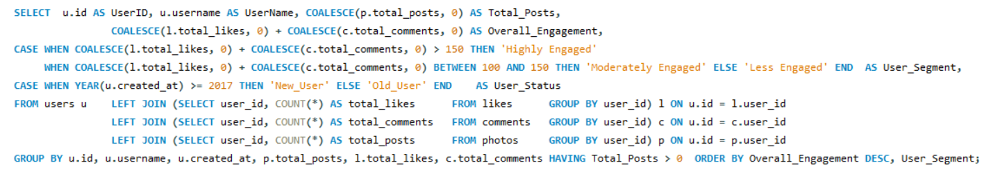 SELECT u.id AS UserID, u.username AS UserName, COALESCE(p.total_posts, 0) AS Total_Posts,
COALESCE(l.total_likes, 0) + COALESCE(c.total_comments, 0) AS Overall_Engagement,
CASE WHEN COALESCE(l.total_likes, 0) + COALESCE(c.total_comments, 0) > 150 THEN 'Highly Engaged'
WHEN COALESCE(l.total_likes, 0) + COALESCE(c.total_comments, 0) BETWEEN 100 AND 150 THEN 'Moderately Engaged' ELSE 'Less Engaged' END AS User_Segment,
CASE WHEN YEAR(u.created_at) >= 2017 THEN 'New_User' ELSE 'Old_User' END AS User_Status
FROM users u LEFT JOIN (SELECT user_id, COUNT(*) AS total_likes FROM likes GROUP BY user_id) l ON u.id = l.user_id
LEFT JOIN (SELECT user_id, COUNT(*) AS total_comments FROM comments GROUP BY user_id) c ON u.id = c.user_id
LEFT JOIN (SELECT user_id, COUNT(*) AS total_posts FROM photos GROUP BY user_id) p ON u.id = p.user_id
GROUP BY u.id, u.username, u.created_at, p.total_posts, l.total_likes, c.total_comments HAVING Total_Posts > 0 ORDER BY Overall_Engagement DESC, User_Segment;